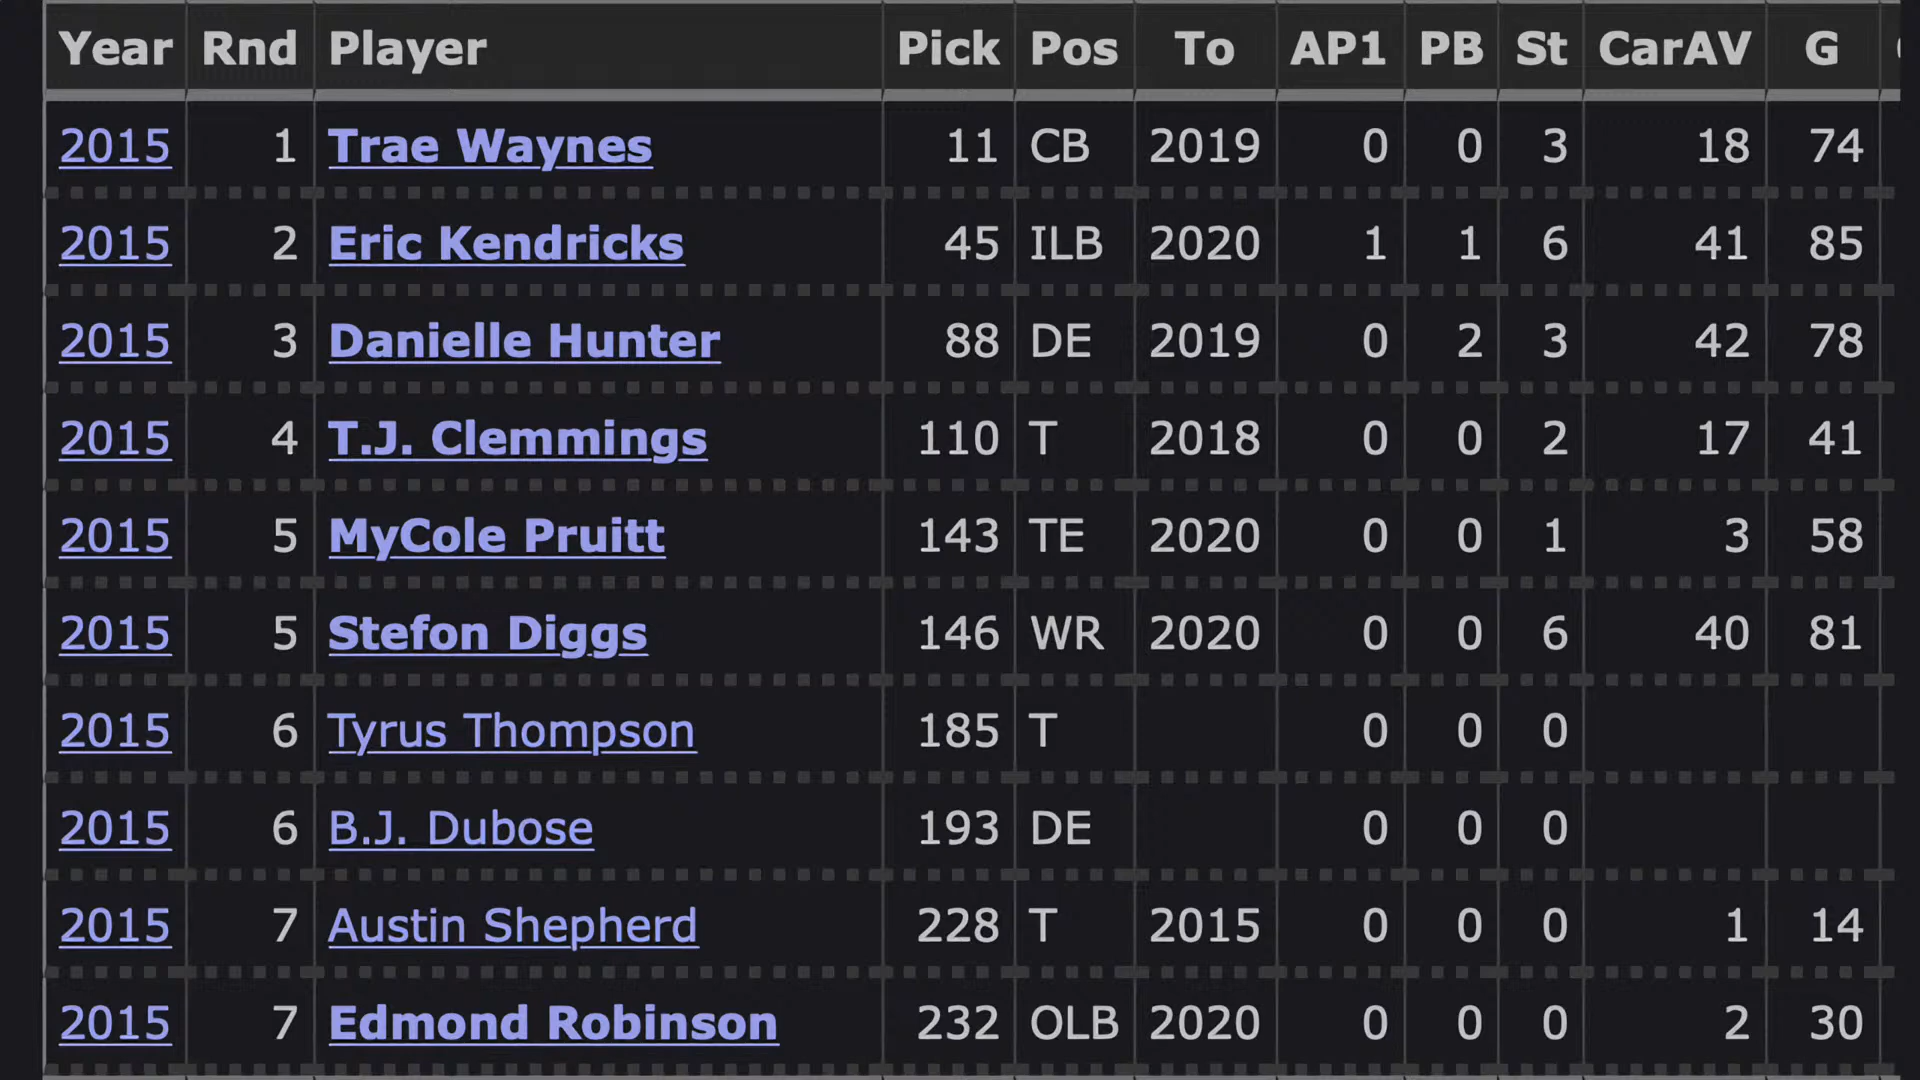 Year Rnd Player Pick Pos To AP1 PB St CarAV G
2015 1 Trae Waynes 11 CB 2019 0 0 3 18 74
2015 2 Eric Kendricks 45 ILB 2020 1 1 6 41 85
2015 3 Danielle Hunter 88 DE 2019 0 2 3 42 78
2015 4 T.J. Clemmings 110 T 2018 0 0 2 17 41
2015 5 MyCole Pruitt 143 TE 2020 0 0 1 3 58
2015 5 Stefon Diggs 146 WR 2020 0 0 6 40 81
2015 6 Tyrus Thompson 185 T 0 0 0
2015 6 B.J. Dubose 193 DE 0 0 0
2015 7 Austin Shepherd 228 T 2015 0 0 0 1 14
2015 7 Edmond Robinson 232 OLB 2020 0 0 0 2 30